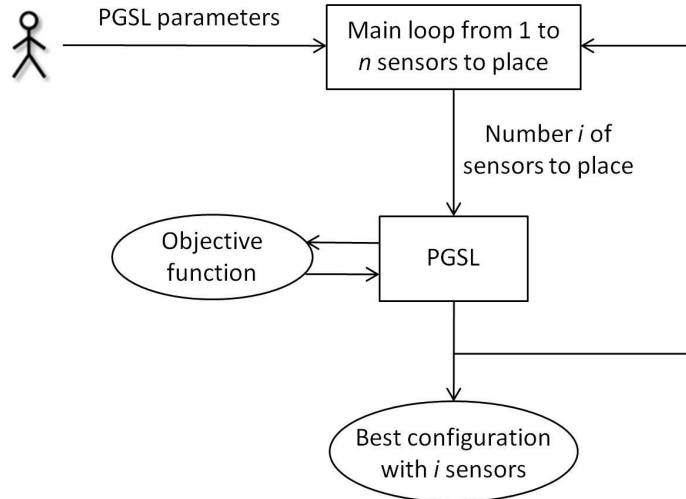 PGSL parameters
Main loop from 1 to
n sensors to place
Number i of
sensors to place
Objective
function
PGSL
Best configuration
with i sensors